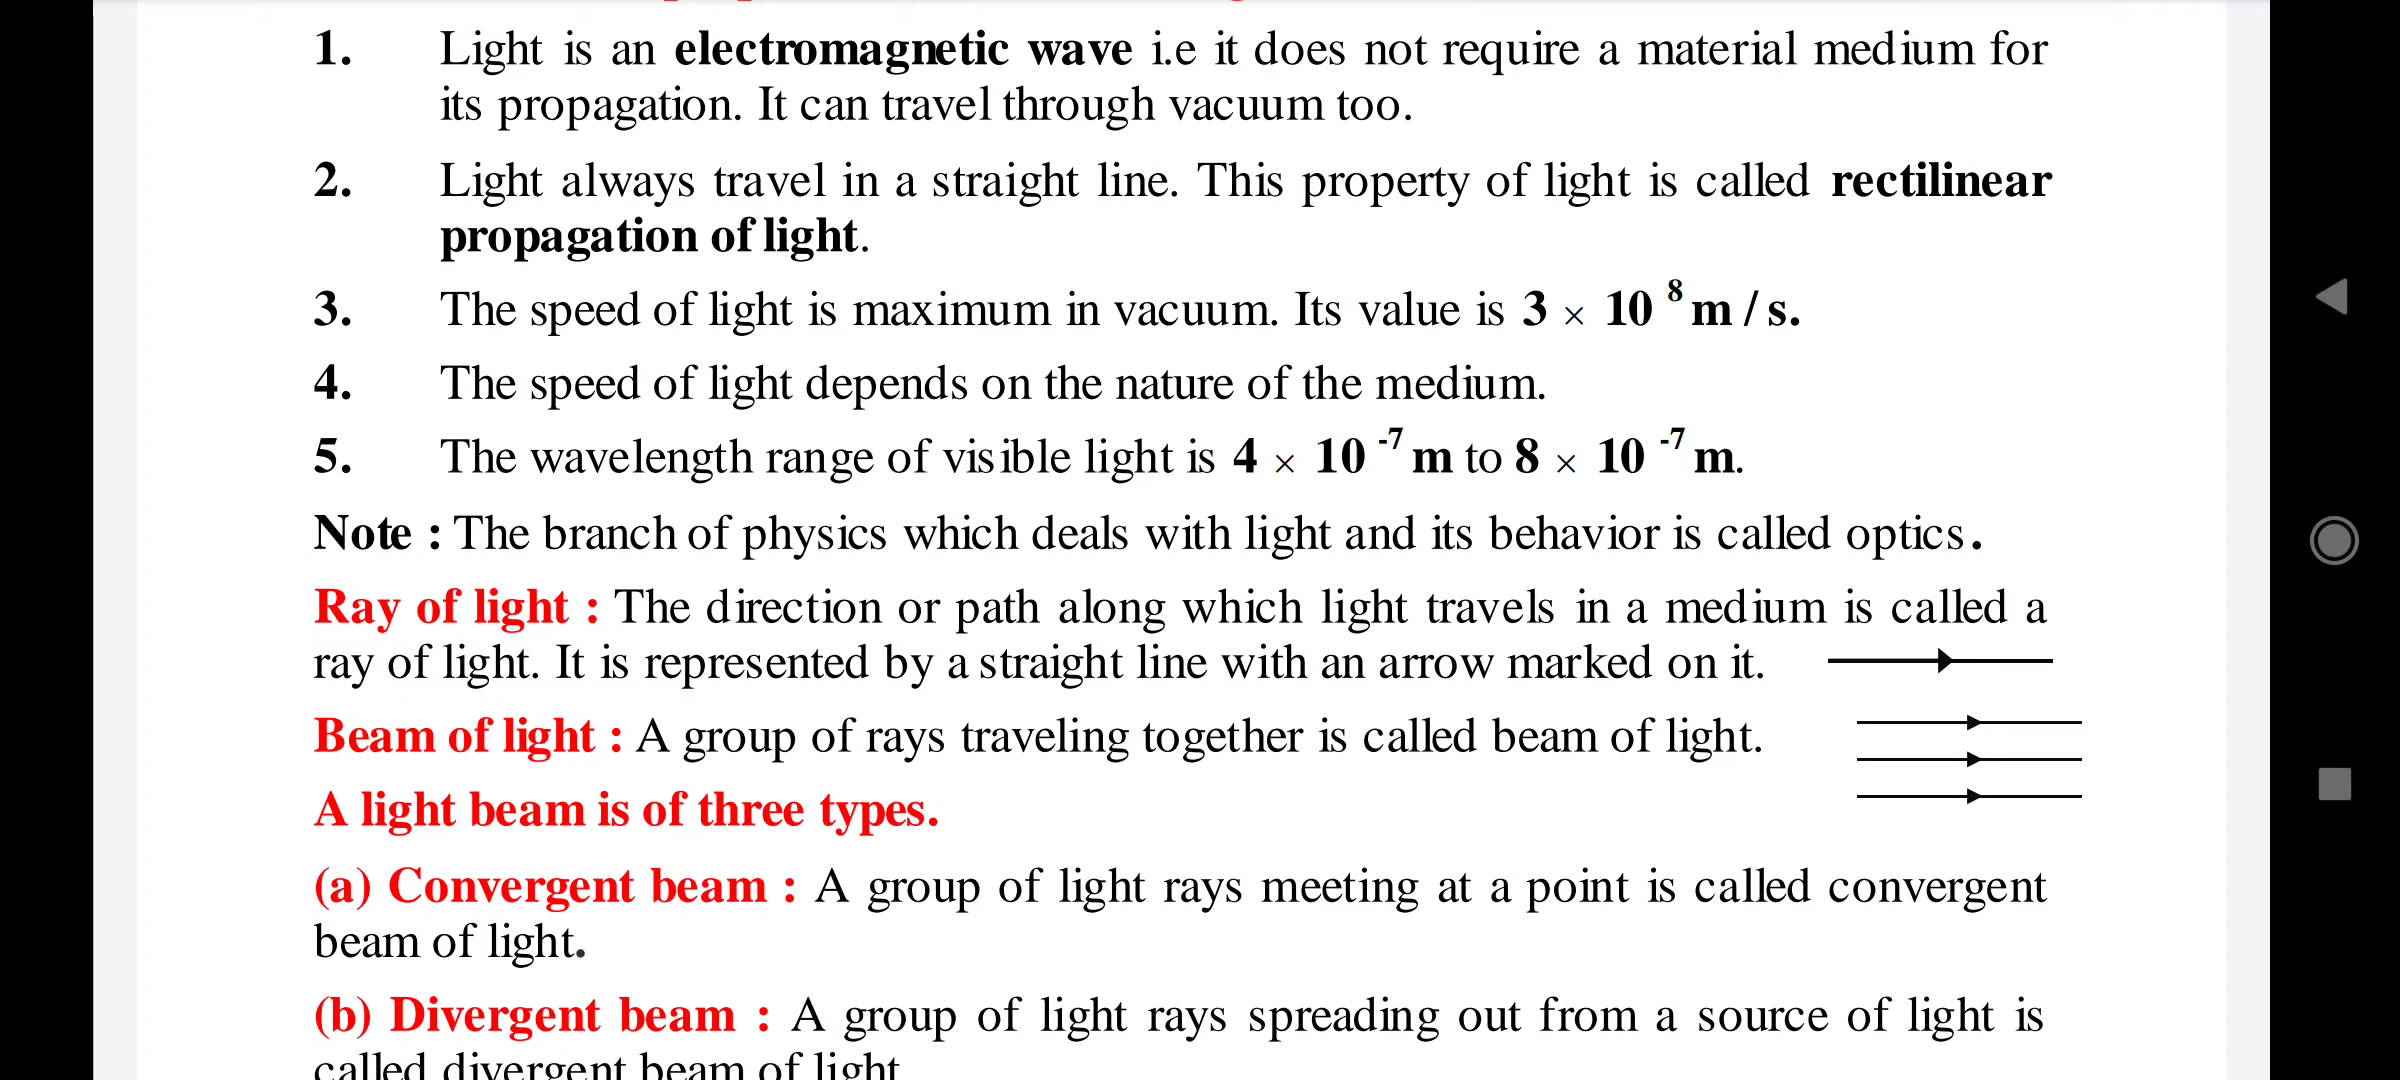 1. Light is an electromagnetic wave i.e it does not require a material medium for
its propagation. It can travel through vacuum too.
2. Light always travel in a straight line. This property of light is called rectilinear
propagation of light.
3. The speed of light is maximum in vacuum. Its value is 3 × 10 ⁸ m / s.
4. The speed of light depends on the nature of the medium.
5. The wavelength range of visible light is 4 × 10 ⁻⁷ m to 8 × 10 ⁻⁷ m.
Note : The branch of physics which deals with light and its behavior is called optics.
Ray of light : The direction or path along which light travels in a medium is called a
ray of light. It is represented by a straight line with an arrow marked on it.
Beam of light : A group of rays traveling together is called beam of light.
A light beam is of three types.
(a) Convergent beam : A group of light rays meeting at a point is called convergent
beam of light.
(b) Divergent beam : A group of light rays spreading out from a source of light is
called divergent beam of light